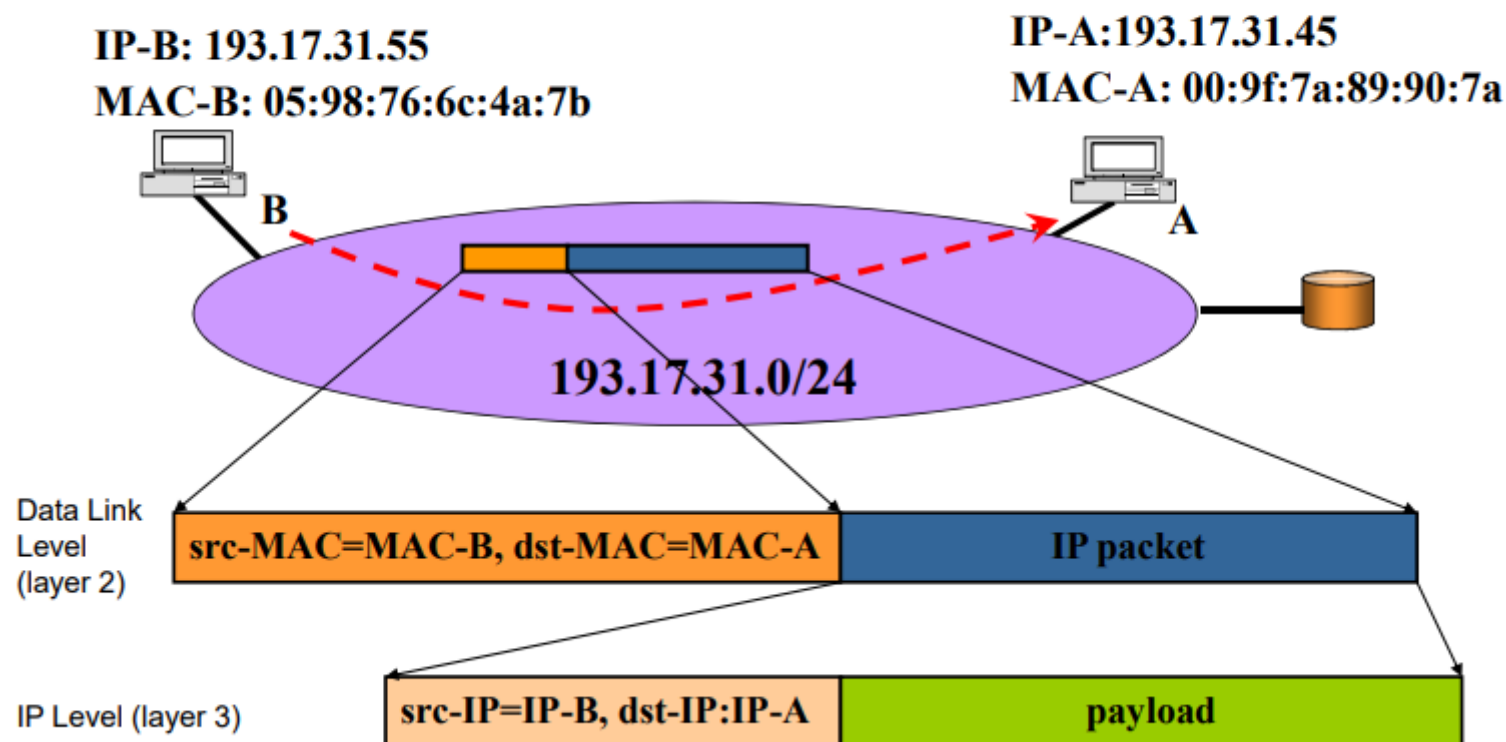 IP-B: 193.17.31.55
MAC-B: 05:98:76:6c:4a:7b
IP-A:193.17.31.45
MAC-A: 00:9f:7a:89:90:7a
B
A
193.17.31.0/24
Data Link
Level
(layer 2)
src-MAC=MAC-B, dst-MAC=MAC-A
IP packet
IP Level (layer 3)
src-IP=IP-B, dst-IP:IP-A
payload